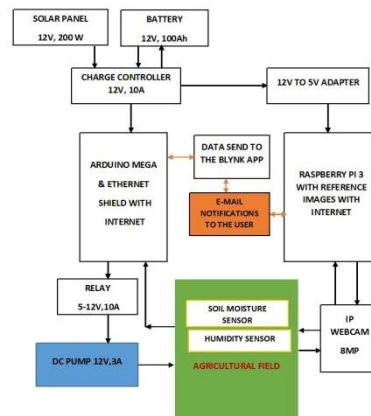 SOLAR PANEL
12V, 200 W
BATTERY
12V, 100Ah
CHARGE CONTROLLER
12V, 10A
12V TO 5V ADAPTER
ARDUINO MEGA
& ETHERNET
SHIELD WITH
INTERNET
DATA SEND TO
THE BLYNK APP
E-MAIL
NOTIFICATIONS
TO THE USER
RASPBERRY PI 3
WITH REFERENCE
IMAGES WITH
INTERNET
RELAY
5-12V,10A
SOIL MOISTURE
SENSOR
HUMIDITY SENSOR
AGRICULTURAL FIELD
IP
WEBCAM
8MP
DC PUMP 12V,3A